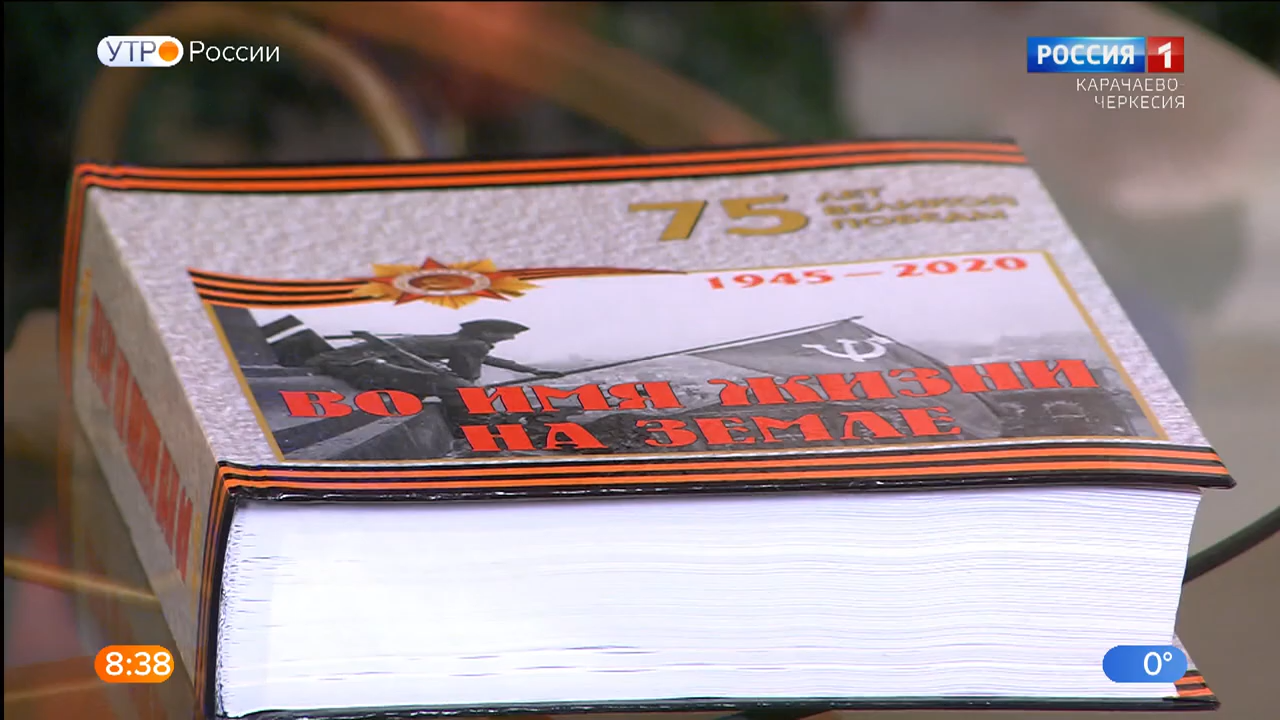 УТРО России
РОССИЯ 1
КАРАЧАЕВО-
ЧЕРКЕСИЯ
75 ЛЕТ
ВЕЛИКОЙ
ПОБЕДЫ
1945 – 2020
ВО ИМЯ ЖИЗНИ
НА ЗЕМЛЕ
8:38
0°